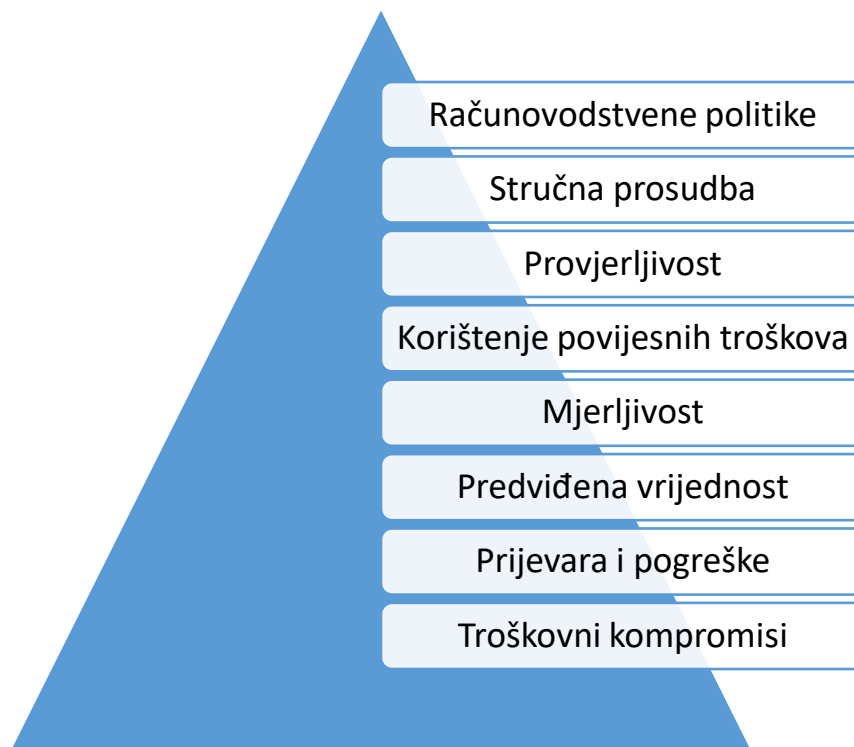 Računovodstvene politike
Stručna prosudba
Provjerljivost
Korištenje povijesnih troškova
Mjerljivost
Predviđena vrijednost
Prijevara i pogreške
Troškovni kompromisi